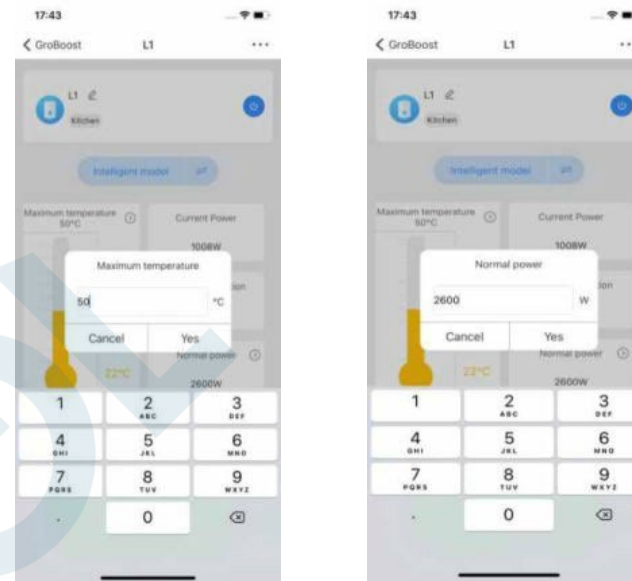 17:43
GroBoost L1 ...
L1
Kitchen
Intelligent model
Maximum temperature
50°C
Current Power
1008W
Maximum temperature
50 °C
Cancel Yes
Normal power
22°C
2600W
1 2 3
ABC DEF
4 5 6
GHI JKL MNO
7 8 9
PQRS TUV WXYZ
. 0
17:43
GroBoost L1
L1
Kitchen
Intelligent model
Maximum temperature
50°C
Current Power
1008W
Normal power
2600 W
Cancel Yes
Normal power
22°C
2600W
1 2 3
ABC DEF
4 5 6
GHI JKL MNO
7 8 9
PQRS TUV WXYZ
. 0